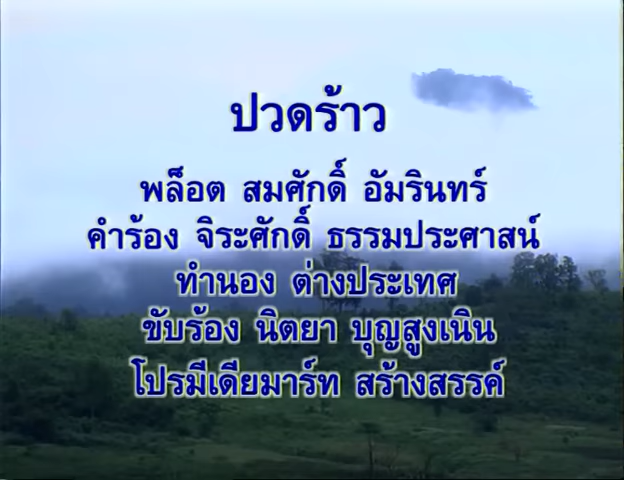 ปวดร้าว
พล็อต สมศักดิ์ อัมรินทร์
คำร้อง จิระศักดิ์ ธรรมประศาสน์
ทำนอง ต่างประเทศ
ขับร้อง นิตยา บุญสูงเนิน
โปรมีเดียมาร์ท สร้างสรรค์